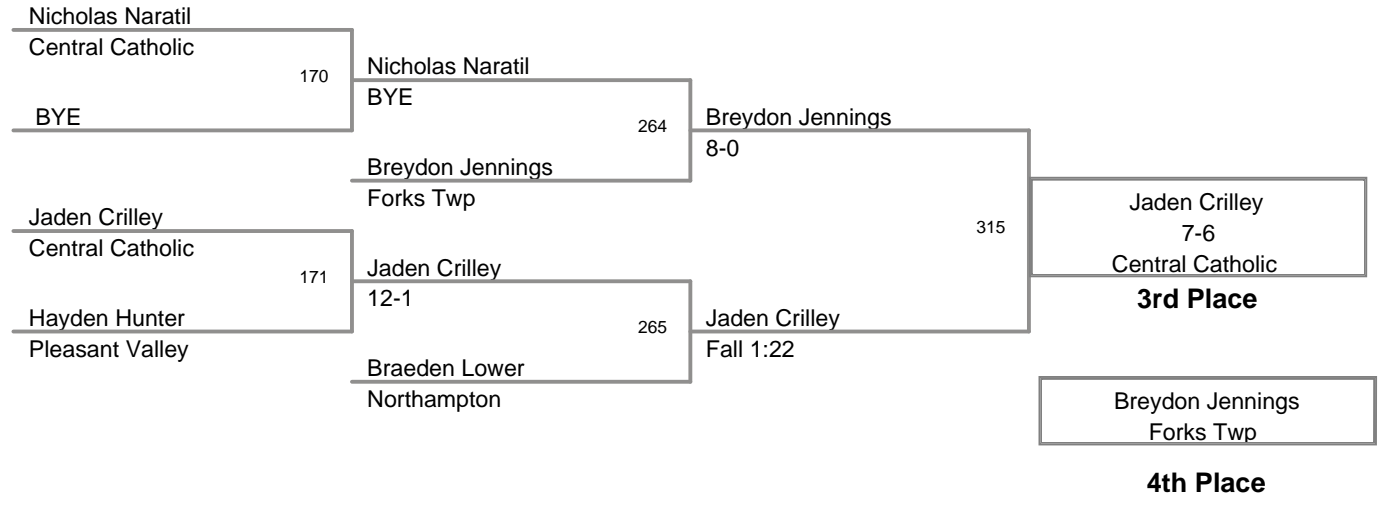 Nicholas Naratil
Central Catholic
170
BYE
Nicholas Naratil
BYE
264
Breydon Jennings
Forks Twp
Breydon Jennings
8-0
Jaden Crilley
Central Catholic
171
Hayden Hunter
Pleasant Valley
Jaden Crilley
12-1
265
Braeden Lower
Northampton
Jaden Crilley
Fall 1:22
315
Jaden Crilley
7-6
Central Catholic
3rd Place
Breydon Jennings
Forks Twp
4th Place